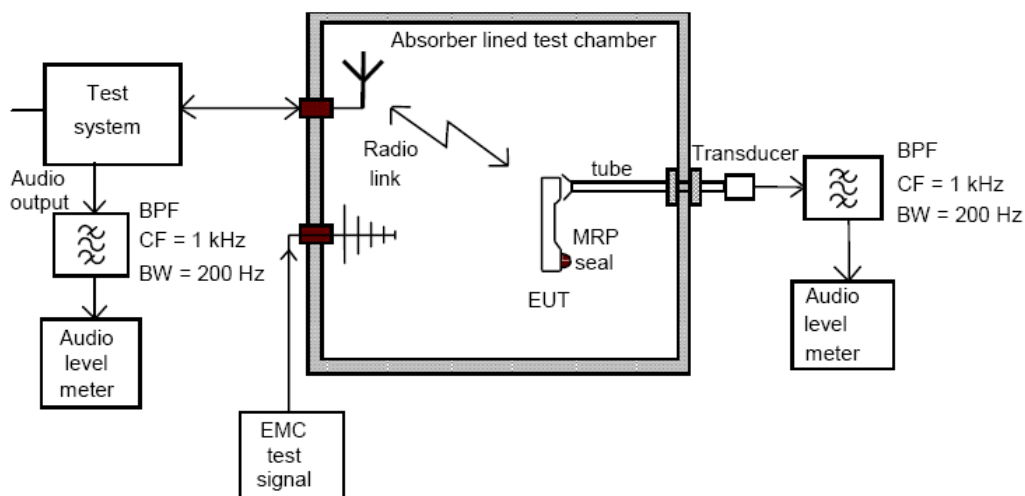 Absorber lined test chamber
Test
system
Radio
link
Audio
output
BPF
CF = 1 kHz
BW = 200 Hz
Audio
level
meter
EMC
test
signal
tube
MRP
seal
EUT
Transducer
BPF
CF = 1 kHz
BW = 200 Hz
Audio
level
meter